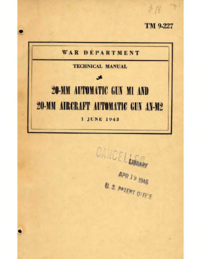 TM 9-227
WAR DEPARTMENT
TECHNICAL MANUAL
20-MM AUTOMATIC GUN M1 AND
20-MM AIRCRAFT AUTOMATIC GUN AN-M2
1 JUNE 1943
CANCELLED
LIBRARY
APR 19 1946
U. S. PATENT OFFICE